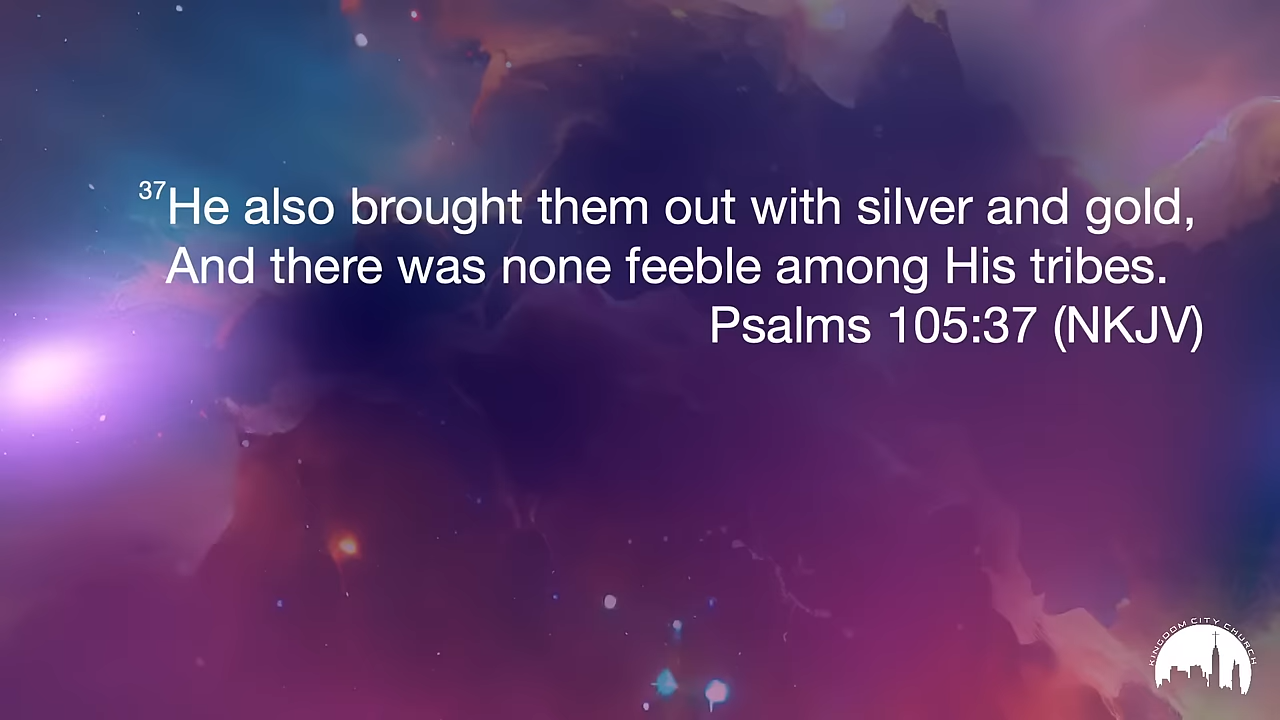 37He also brought them out with silver and gold,
And there was none feeble among His tribes.
Psalms 105:37 (NKJV)
KINGDOM CITY CHURCH